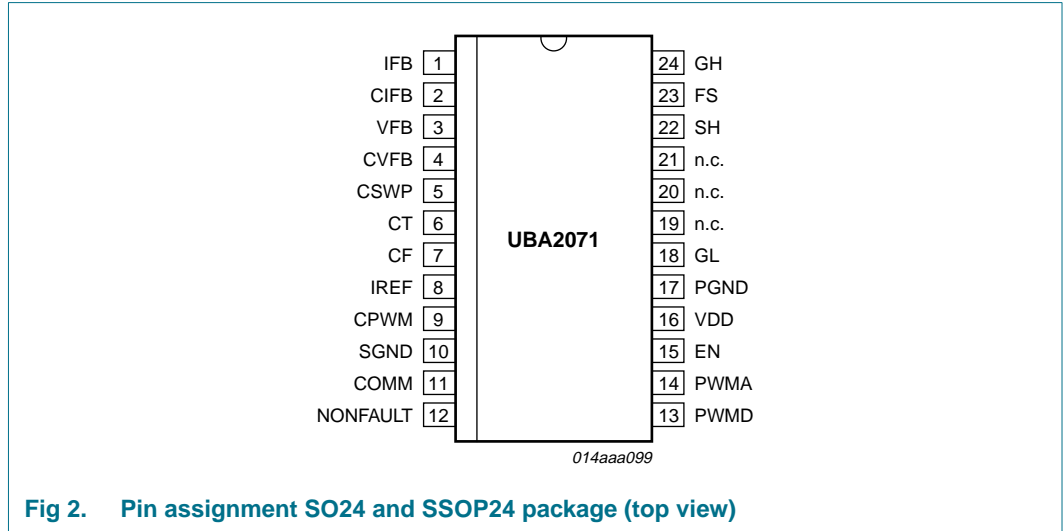 IFB 1 24 GH
CIFB 2 23 FS
VFB 3 22 SH
CVFB 4 21 n.c.
CSWP 5 20 n.c.
CT 6 19 n.c.
UBA2071
CF 7 18 GL
IREF 8 17 PGND
CPWM 9 16 VDD
SGND 10 15 EN
COMM 11 14 PWMA
NONFAULT 12 13 PWMD
014aaa099
Fig 2. Pin assignment SO24 and SSOP24 package (top view)